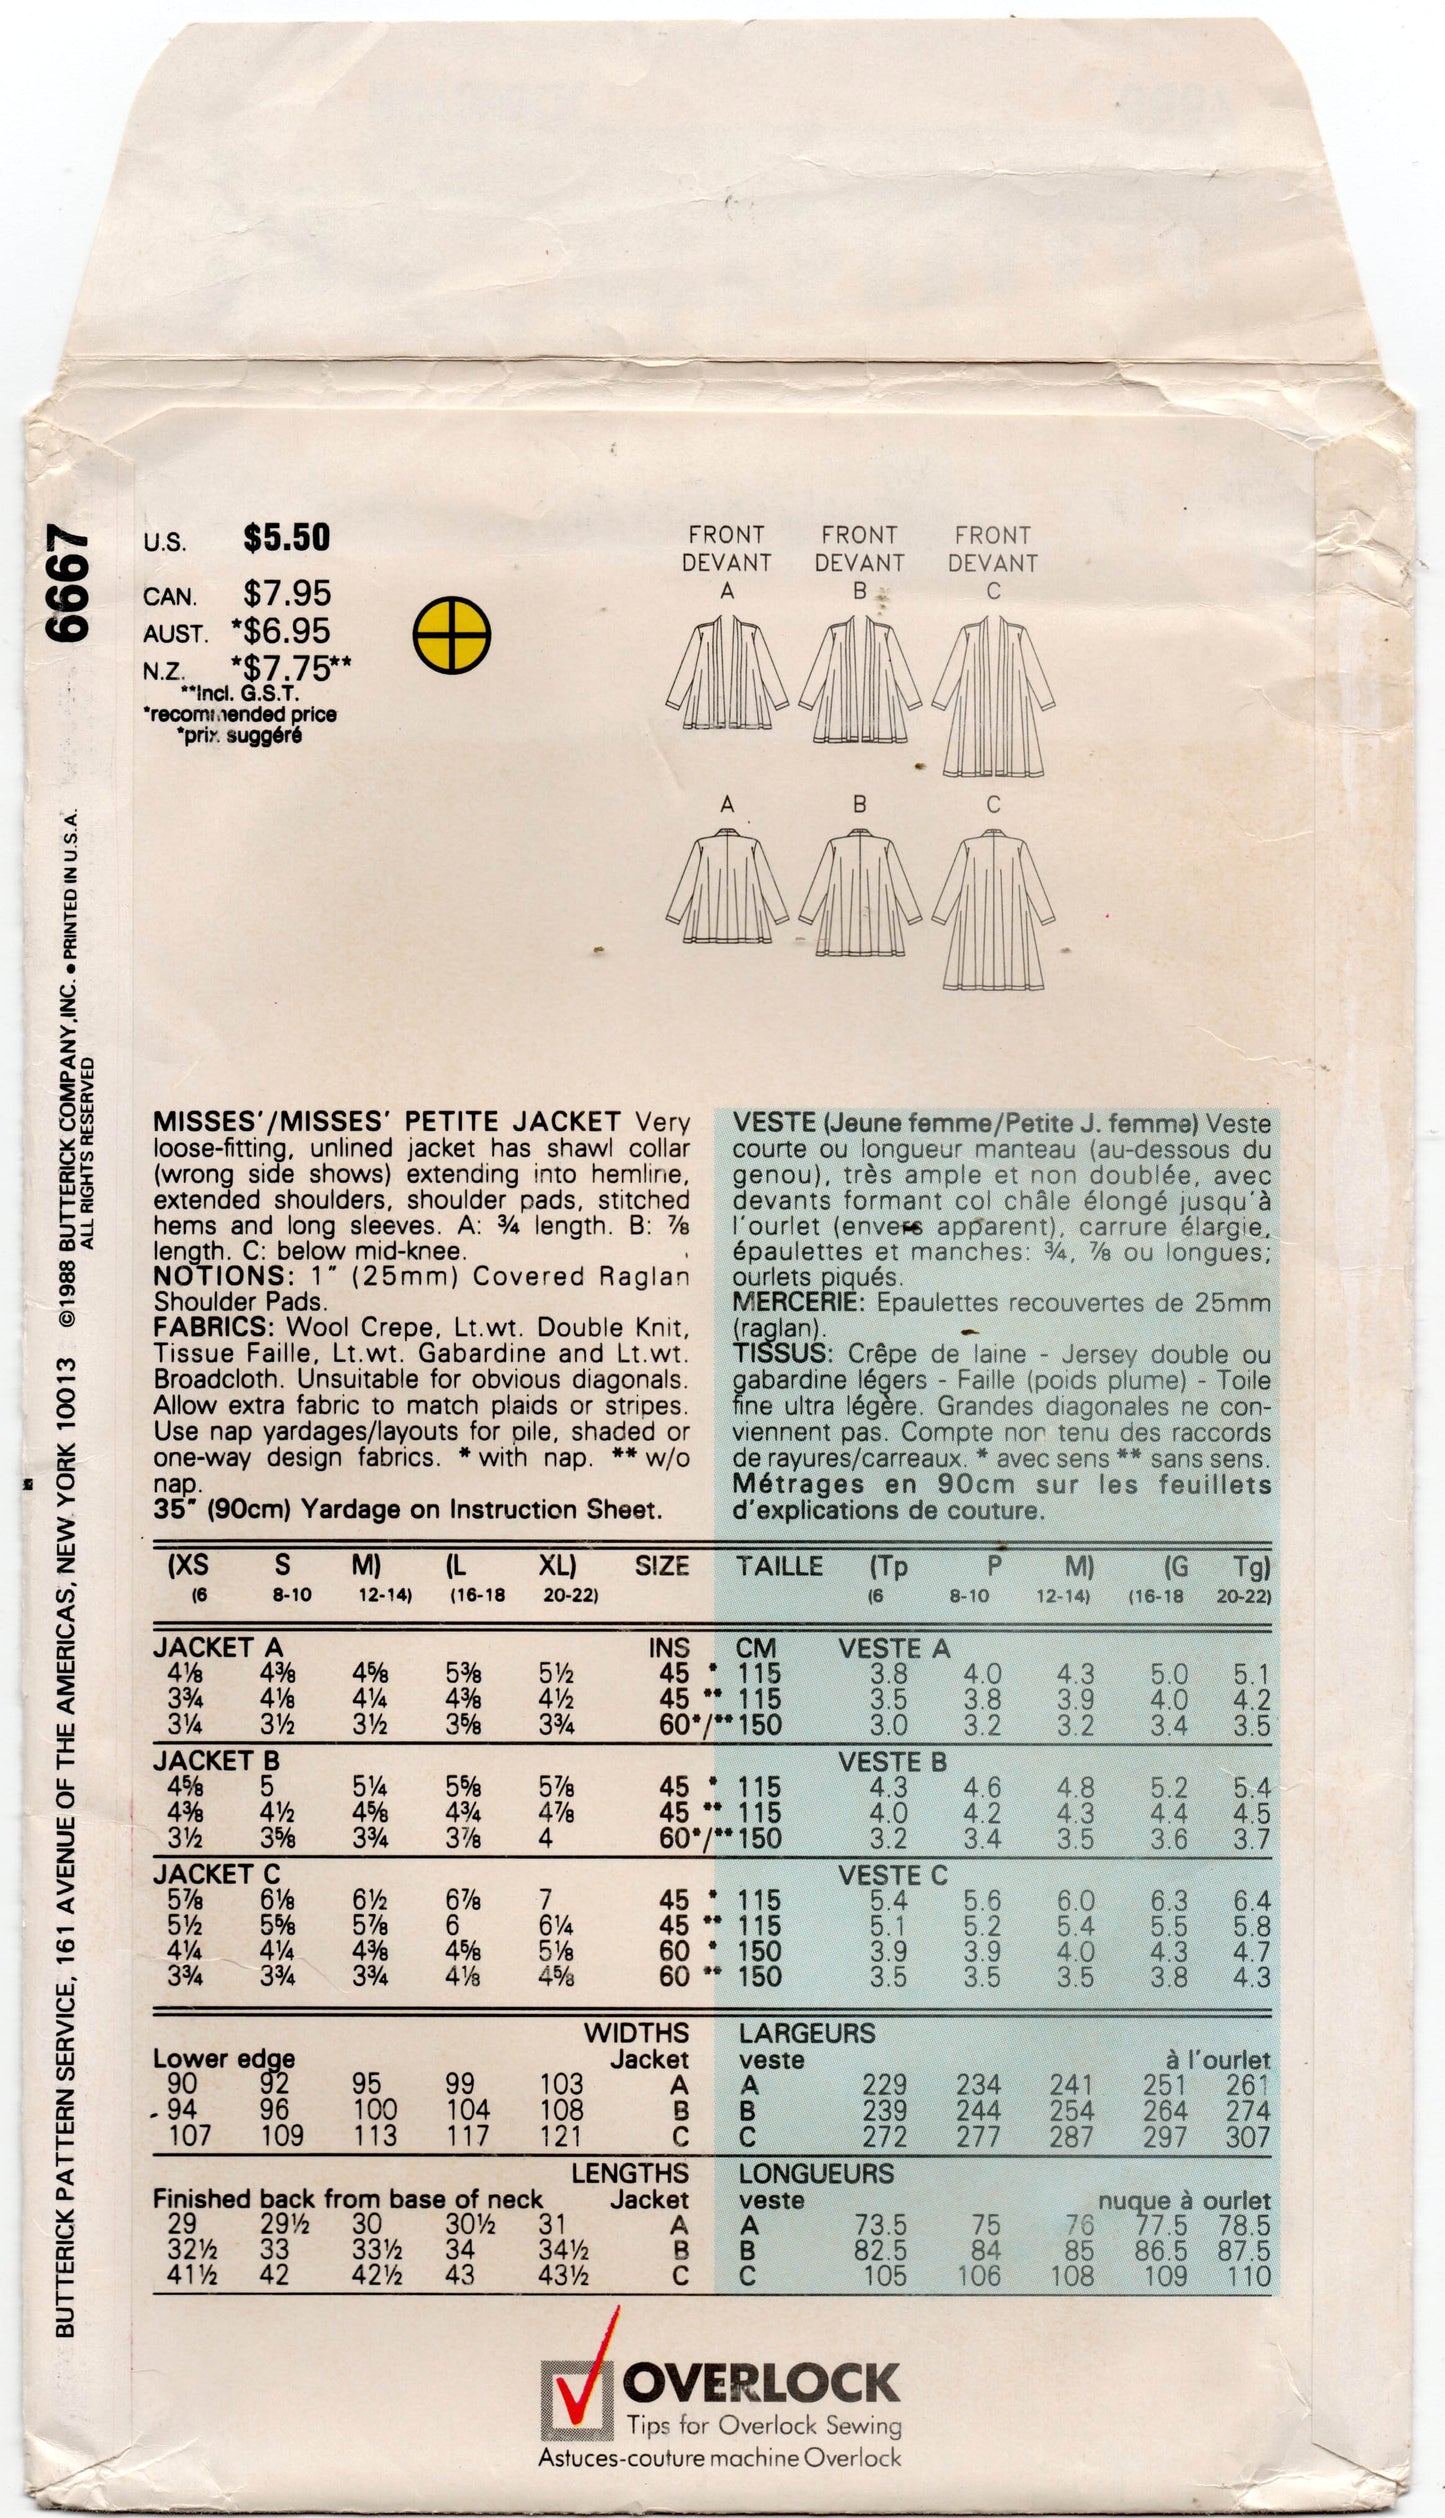 6667
BUTTERICK PATTERN SERVICE, 161 AVENUE OF THE AMERICAS, NEW YORK 10013 ©1988 BUTTERICK COMPANY, INC. • PRINTED IN U.S.A.
ALL RIGHTS RESERVED
U.S. $5.50
CAN. $7.95
AUST. *$6.95
N.Z. *$7.75**
**Incl. G.S.T.
*recommended price
*prix suggéré
FRONT FRONT FRONT
DEVANT DEVANT DEVANT
A B C
A B C
MISSES'/MISSES' PETITE JACKET Very
loose-fitting, unlined jacket has shawl collar
(wrong side shows) extending into hemline,
extended shoulders, shoulder pads, stitched
hems and long sleeves. A: ¾ length. B: ⅞
length. C: below mid-knee.
NOTIONS: 1" (25mm) Covered Raglan
Shoulder Pads.
FABRICS: Wool Crepe, Lt.wt. Double Knit,
Tissue Faille, Lt.wt. Gabardine and Lt.wt.
Broadcloth. Unsuitable for obvious diagonals.
Allow extra fabric to match plaids or stripes.
Use nap yardages/layouts for pile, shaded or
one-way design fabrics. * with nap. ** w/o
nap.
35" (90cm) Yardage on Instruction Sheet.
VESTE (Jeune femme/Petite J. femme) Veste
courte ou longueur manteau (au-dessous du
genou), très ample et non doublée, avec
devants formant col châle élongé jusqu'à
l'ourlet (envers apparent), carrure élargie,
épaulettes et manches: ¾, ⅞ ou longues;
ourlets piqués.
MERCERIE: Epaulettes recouvertes de 25mm
(raglan).
TISSUS: Crêpe de laine - Jersey double ou
gabardine légers - Faille (poids plume) - Toile
fine ultra légère. Grandes diagonales ne con-
viennent pas. Compte non tenu des raccords
de rayures/carreaux. * avec sens ** sans sens.
Métrages en 90cm sur les feuillets
d'explications de couture.
(XS S M) (L XL) SIZE TAILLE (Tp P M) (G Tg)
(6 8-10 12-14) (16-18 20-22) (6 8-10 12-14) (16-18 20-22)
JACKET A INS CM VESTE A
4⅛ 4⅜ 4⅝ 5⅜ 5½ 45 * 115 3.8 4.0 4.3 5.0 5.1
3¾ 4⅛ 4¼ 4⅜ 4½ 45 ** 115 3.5 3.8 3.9 4.0 4.2
3¼ 3½ 3½ 3⅝ 3¾ 60*/**150 3.0 3.2 3.2 3.4 3.5
JACKET B VESTE B
4⅝ 5 5¼ 5⅝ 5⅞ 45 * 115 4.3 4.6 4.8 5.2 5.4
4⅜ 4½ 4⅝ 4¾ 4⅞ 45 ** 115 4.0 4.2 4.3 4.4 4.5
3½ 3⅝ 3¾ 3⅞ 4 60*/**150 3.2 3.4 3.5 3.6 3.7
JACKET C VESTE C
5⅞ 6⅛ 6½ 6⅞ 7 45 * 115 5.4 5.6 6.0 6.3 6.4
5½ 5⅝ 5⅞ 6 6¼ 45 ** 115 5.1 5.2 5.4 5.5 5.8
4¼ 4¼ 4⅜ 4⅝ 5⅛ 60 * 150 3.9 3.9 4.0 4.3 4.7
3¾ 3¾ 3¾ 4⅛ 4⅝ 60 ** 150 3.5 3.5 3.5 3.8 4.3
WIDTHS LARGEURS
Lower edge Jacket veste à l'ourlet
90 92 95 99 103 A A 229 234 241 251 261
94 96 100 104 108 B B 239 244 254 264 274
107 109 113 117 121 C C 272 277 287 297 307
LENGTHS LONGUEURS
Finished back from base of neck Jacket veste nuque à ourlet
29 29½ 30 30½ 31 A A 73.5 75 76 77.5 78.5
32½ 33 33½ 34 34½ B B 82.5 84 85 86.5 87.5
41½ 42 42½ 43 43½ C C 105 106 108 109 110
OVERLOCK
Tips for Overlock Sewing
Astuces-couture machine Overlock